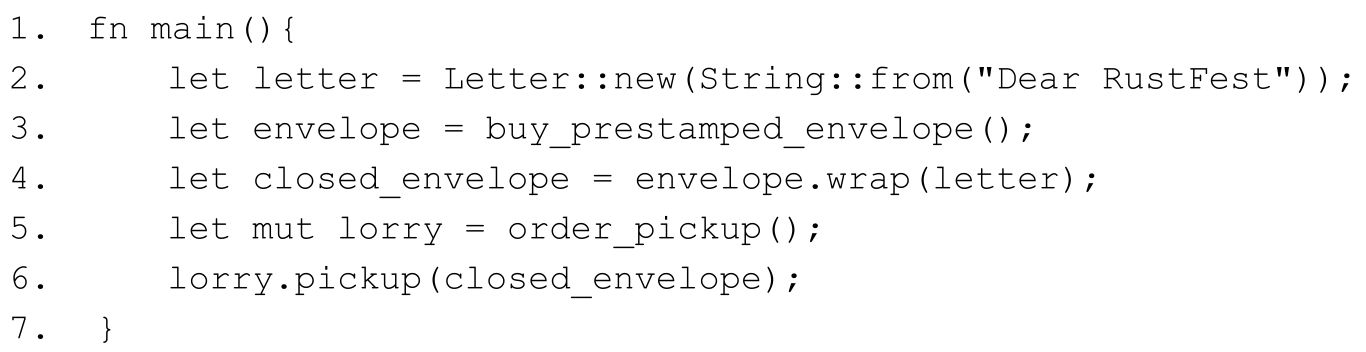 1. fn main(){
2.     let letter = Letter::new(String::from("Dear RustFest"));
3.     let envelope = buy_prestamped_envelope();
4.     let closed_envelope = envelope.wrap(letter);
5.     let mut lorry = order_pickup();
6.     lorry.pickup(closed_envelope);
7. }